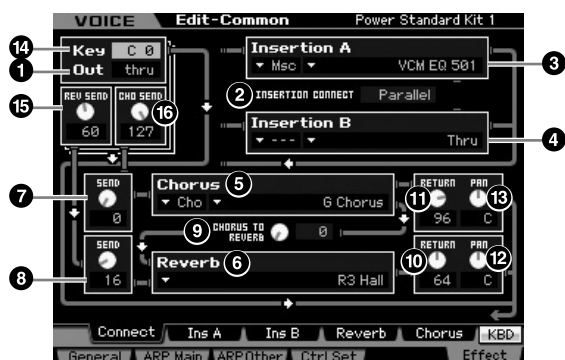 VOICE Edit-Common Power Standard Kit 1
14 Key C 0
1 Out thru
15 REV SEND 60
CHO SEND 16 127
Insertion A
Msc VCM EQ 501 3
2 INSERTION CONNECT Parallel
Insertion B
--- Thru 4
7 SEND 0
Chorus 5
Cho G Chorus
11 RETURN 96
PAN 13 C
9 CHORUS TO REVERB 0
8 SEND 16
Reverb 6
R3 Hall
10 RETURN 64
PAN 12 C
Connect Ins A Ins B Reverb Chorus KBD
General ARP Main ARP Other Ctrl Set Effect